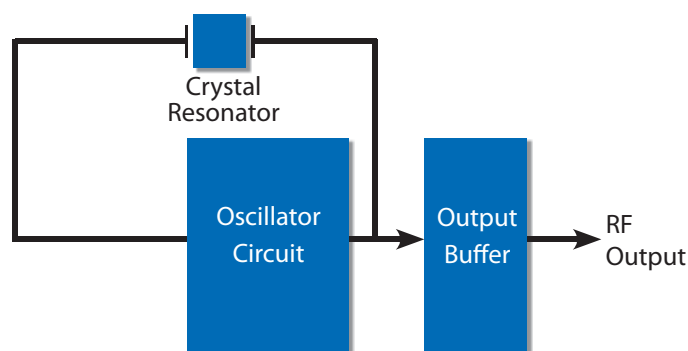 Crystal
Resonator
Oscillator
Circuit
Output
Buffer
RF
Output